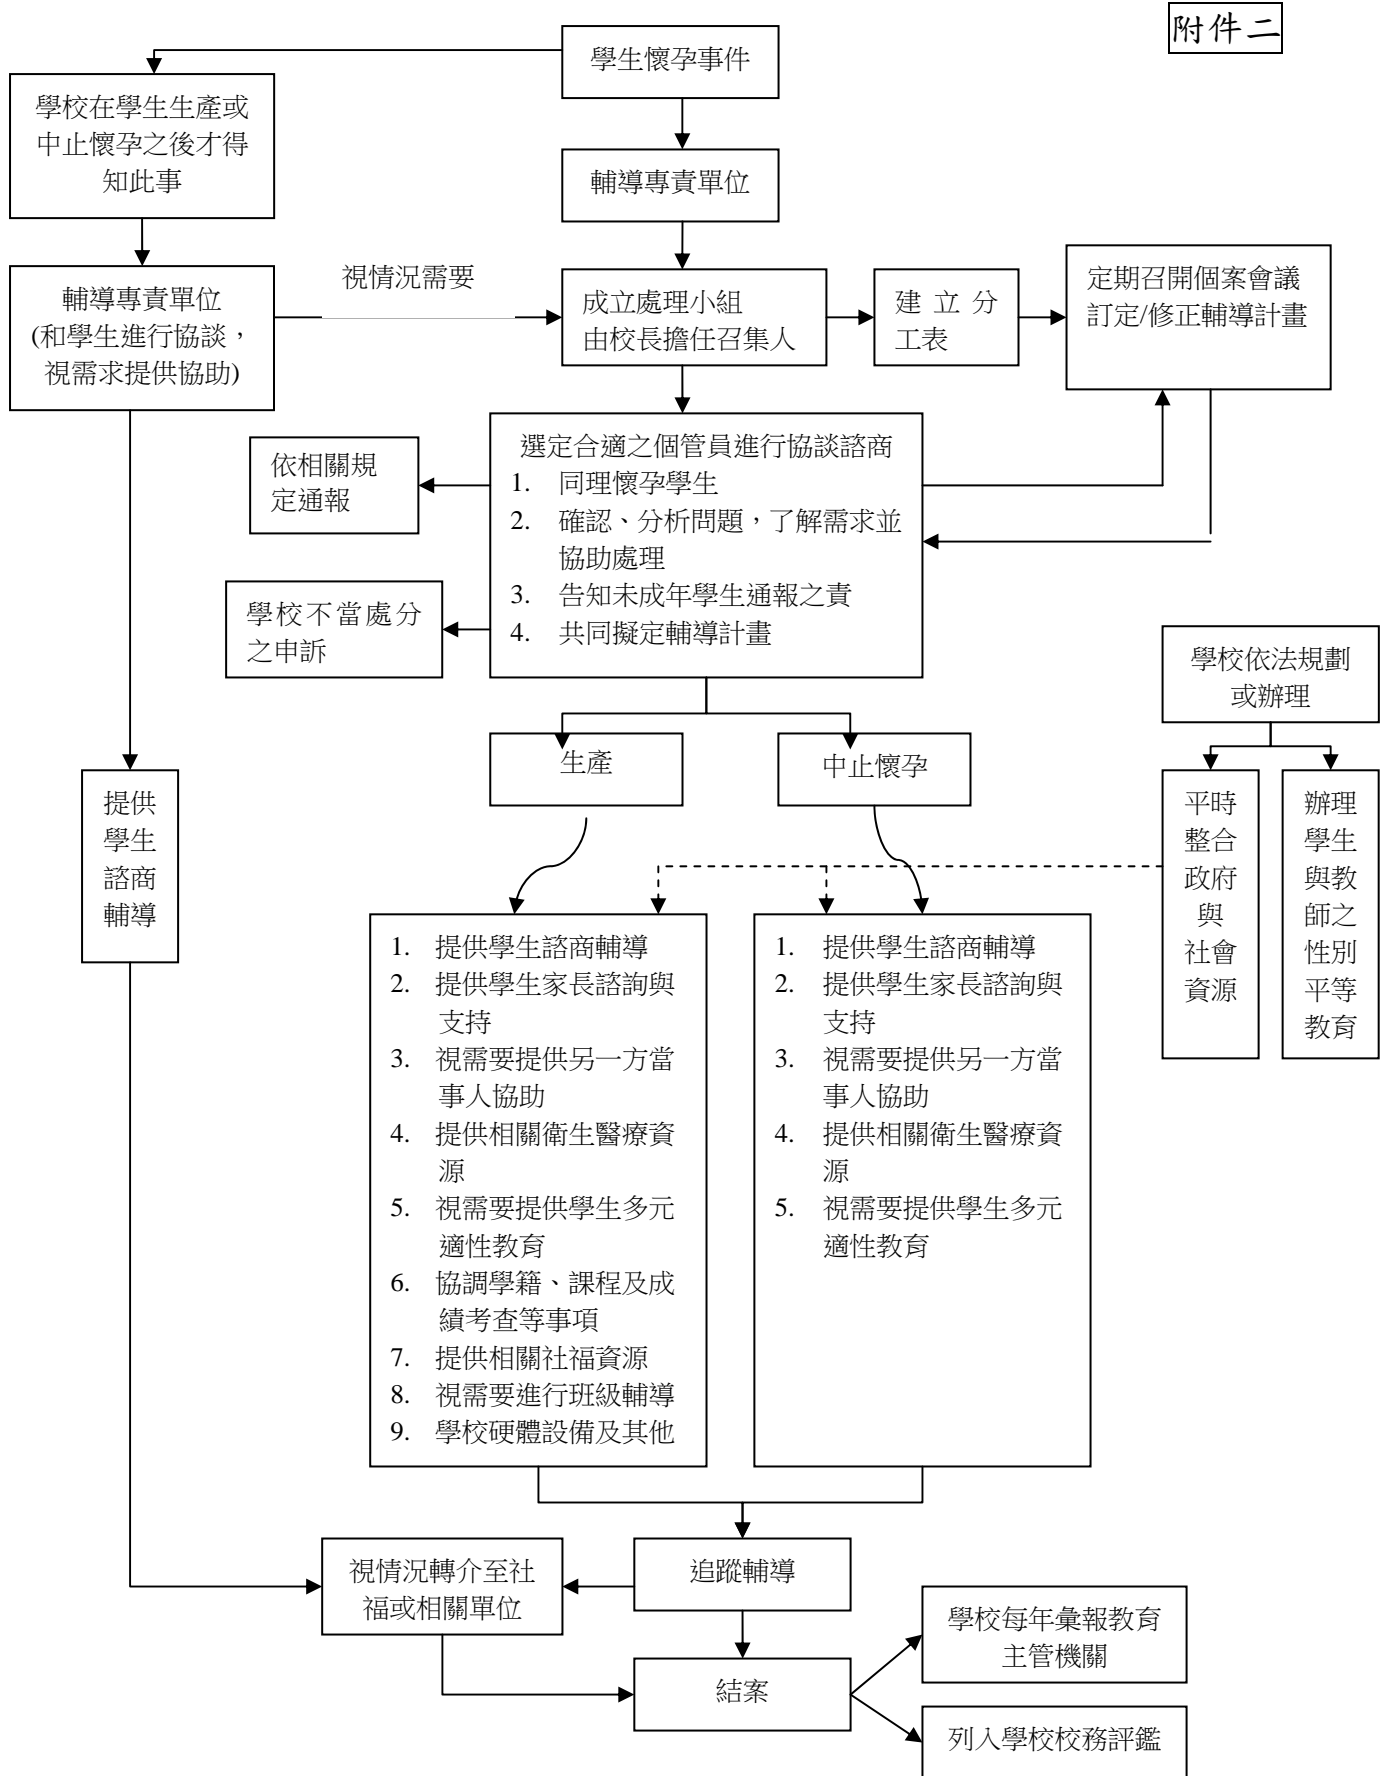 附件二
學生懷孕事件
學校在學生生產或
中止懷孕之後才得
知此事
輔導專責單位
輔導專責單位
(和學生進行協談，
視需求提供協助)
視情況需要
成立處理小組
由校長擔任召集人
建立分
工表
定期召開個案會議
訂定/修正輔導計畫
依相關規
定通報
選定合適之個管員進行協談諮商
1. 同理懷孕學生
2. 確認、分析問題，了解需求並
協助處理
3. 告知未成年學生通報之責
4. 共同擬定輔導計畫
學校不當處分
之申訴
學校依法規劃
或辦理
生產
中止懷孕
提供
學生
諮商
輔導
平時
整合
政府
與
社會
資源
辦理
學生
與教
師之
性別
平等
教育
1. 提供學生諮商輔導
2. 提供學生家長諮詢與
支持
3. 視需要提供另一方當
事人協助
4. 提供相關衛生醫療資
源
5. 視需要提供學生多元
適性教育
6. 協調學籍、課程及成
績考查等事項
7. 提供相關社福資源
8. 視需要進行班級輔導
9. 學校硬體設備及其他
1. 提供學生諮商輔導
2. 提供學生家長諮詢與
支持
3. 視需要提供另一方當
事人協助
4. 提供相關衛生醫療資
源
5. 視需要提供學生多元
適性教育
視情況轉介至社
福或相關單位
追蹤輔導
結案
學校每年彙報教育
主管機關
列入學校校務評鑑